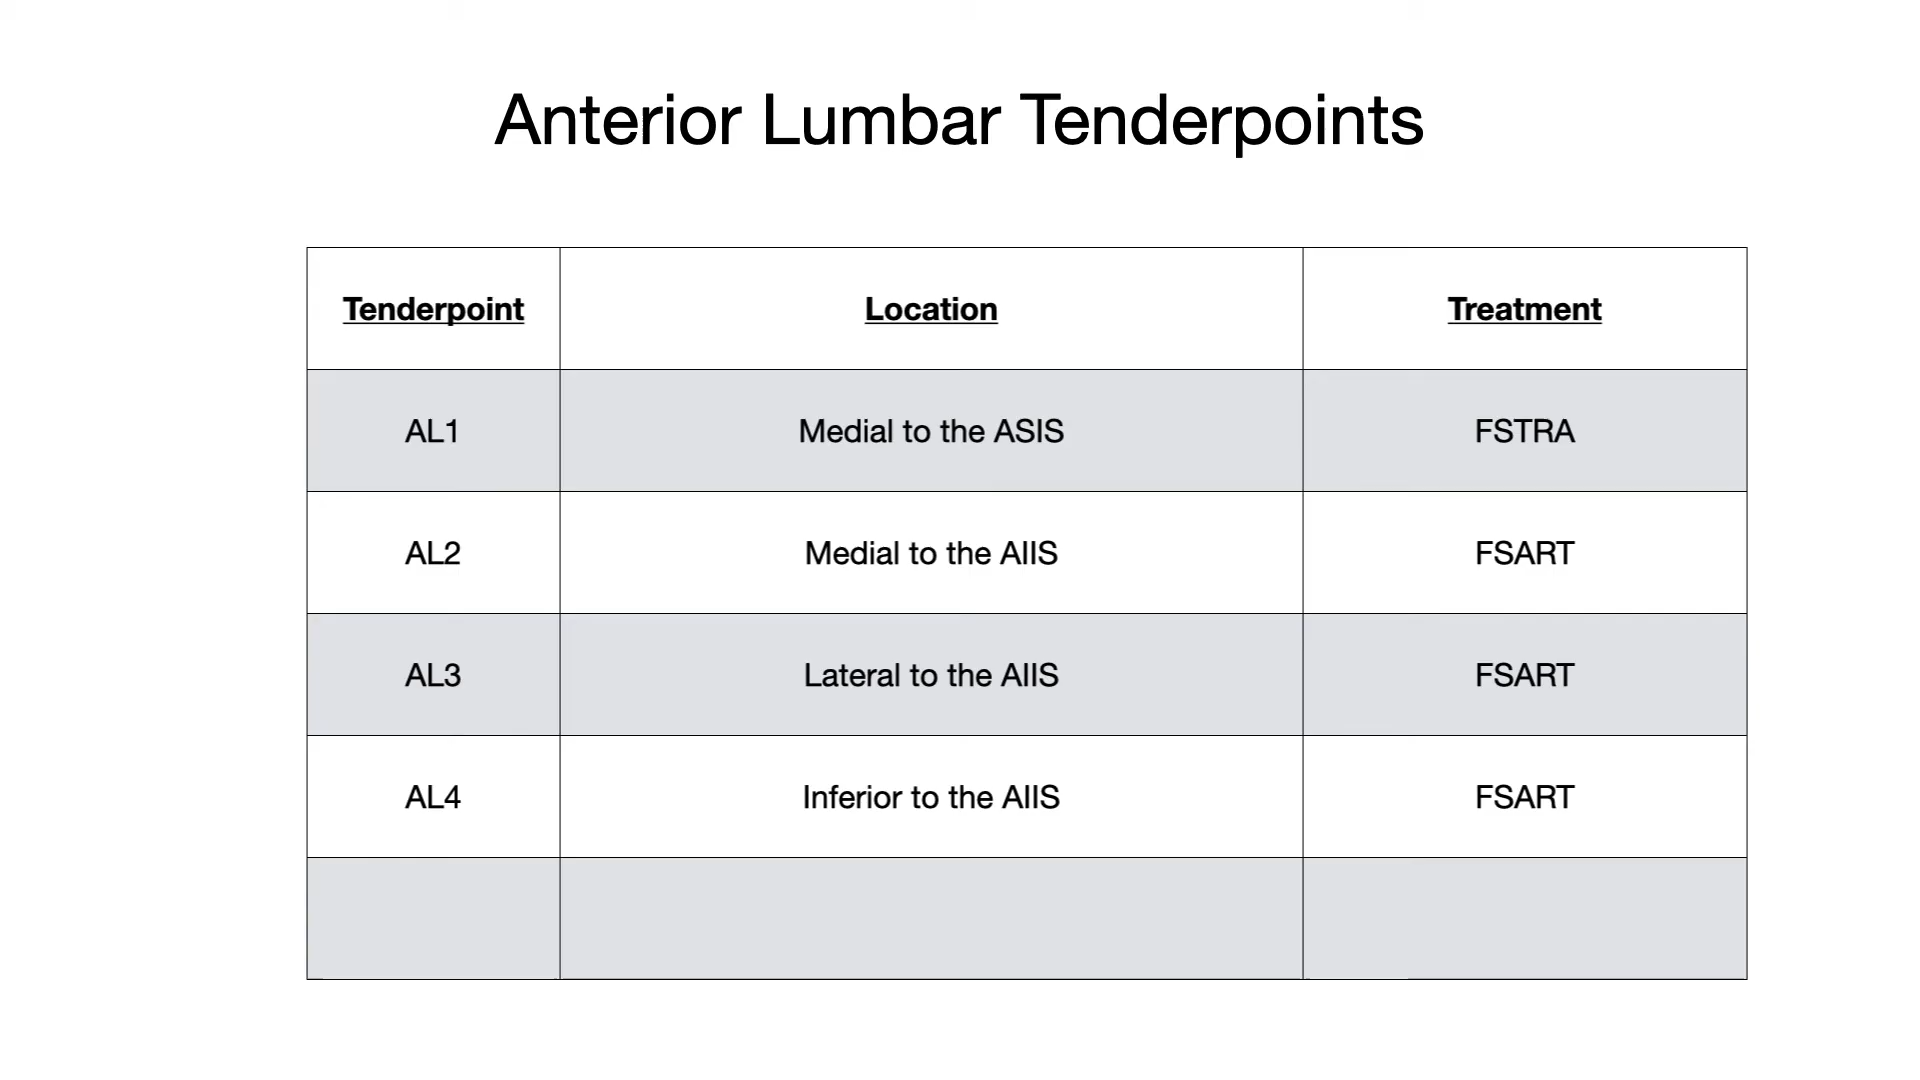 Anterior Lumbar Tenderpoints
Tenderpoint Location Treatment
AL1 Medial to the ASIS FSTRA
AL2 Medial to the AIIS FSART
AL3 Lateral to the AIIS FSART
AL4 Inferior to the AIIS FSART